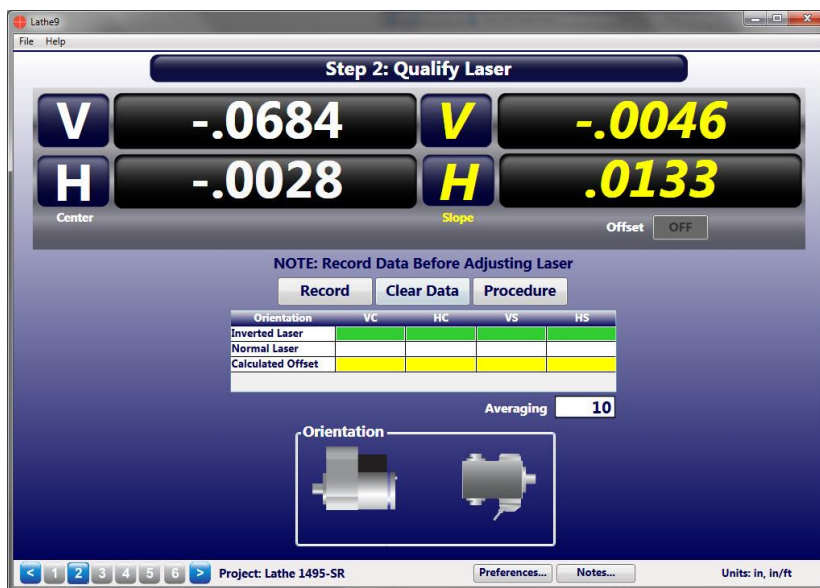 Lathe9
File Help
Step 2: Qualify Laser
V -.0684 V -.0046
H -.0028 H .0133
Center Slope Offset OFF
NOTE: Record Data Before Adjusting Laser
Record Clear Data Procedure
Orientation VC HC VS HS
Inverted Laser
Normal Laser
Calculated Offset
Averaging 10
Orientation
< 1 2 3 4 5 6 > Project: Lathe 1495-SR Preferences... Notes... Units: in, in/ft